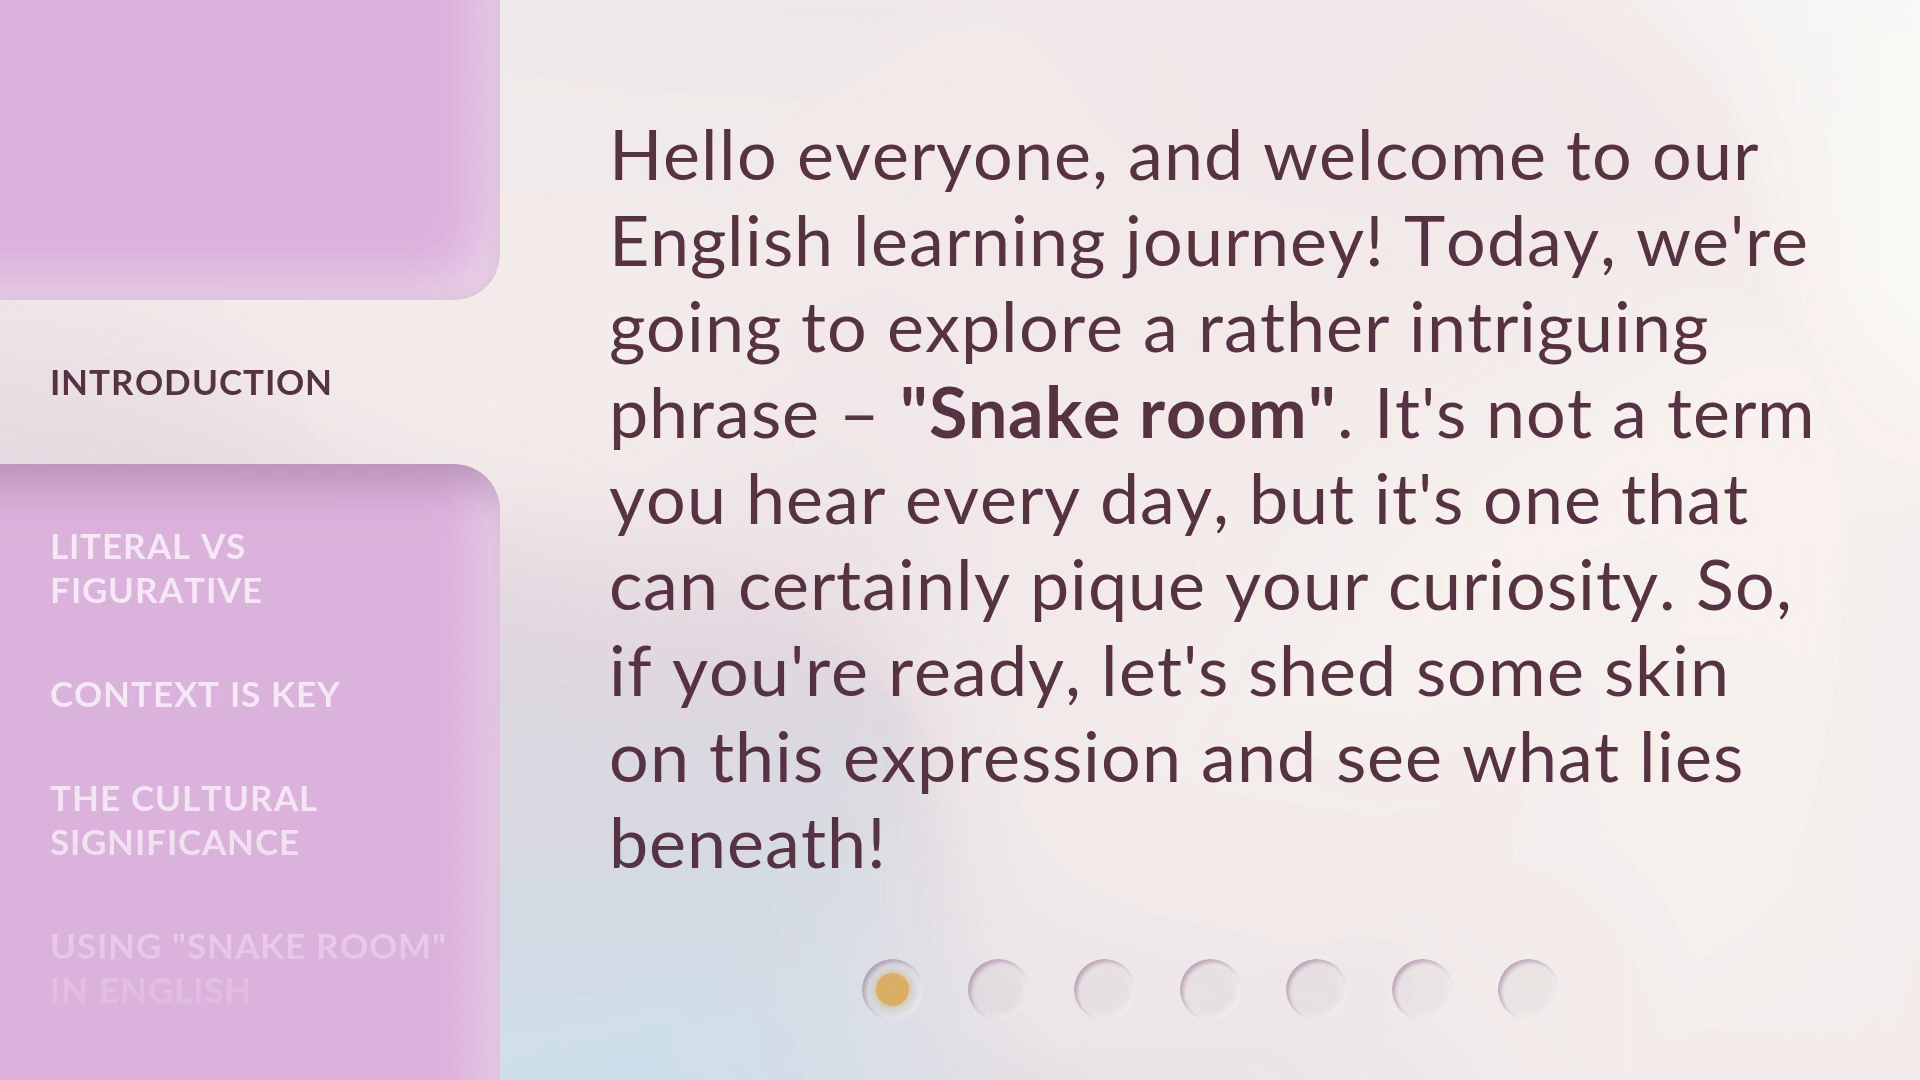 INTRODUCTION
LITERAL VS
FIGURATIVE
CONTEXT IS KEY
THE CULTURAL
SIGNIFICANCE
USING "SNAKE ROOM"
IN ENGLISH
Hello everyone, and welcome to our
English learning journey! Today, we're
going to explore a rather intriguing
phrase – "Snake room". It's not a term
you hear every day, but it's one that
can certainly pique your curiosity. So,
if you're ready, let's shed some skin
on this expression and see what lies
beneath!